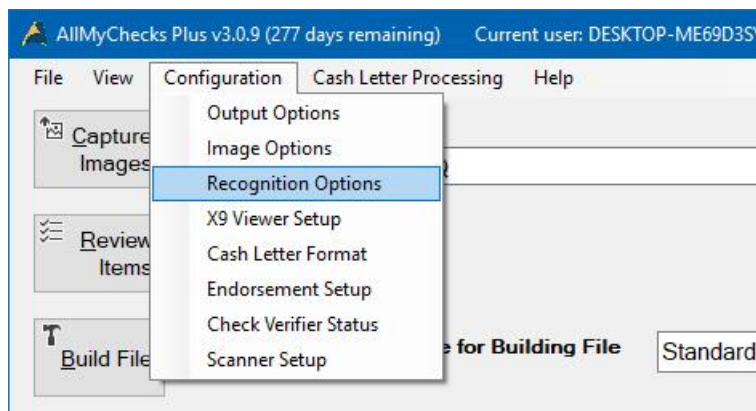 AllMyChecks Plus v3.0.9 (277 days remaining) Current user: DESKTOP-ME69D3S
File View Configuration Cash Letter Processing Help
Output Options
Image Options
Recognition Options
X9 Viewer Setup
Cash Letter Format
Endorsement Setup
Check Verifier Status
Scanner Setup
Capture
Images
Review
Items
Build File
for Building File
Standard